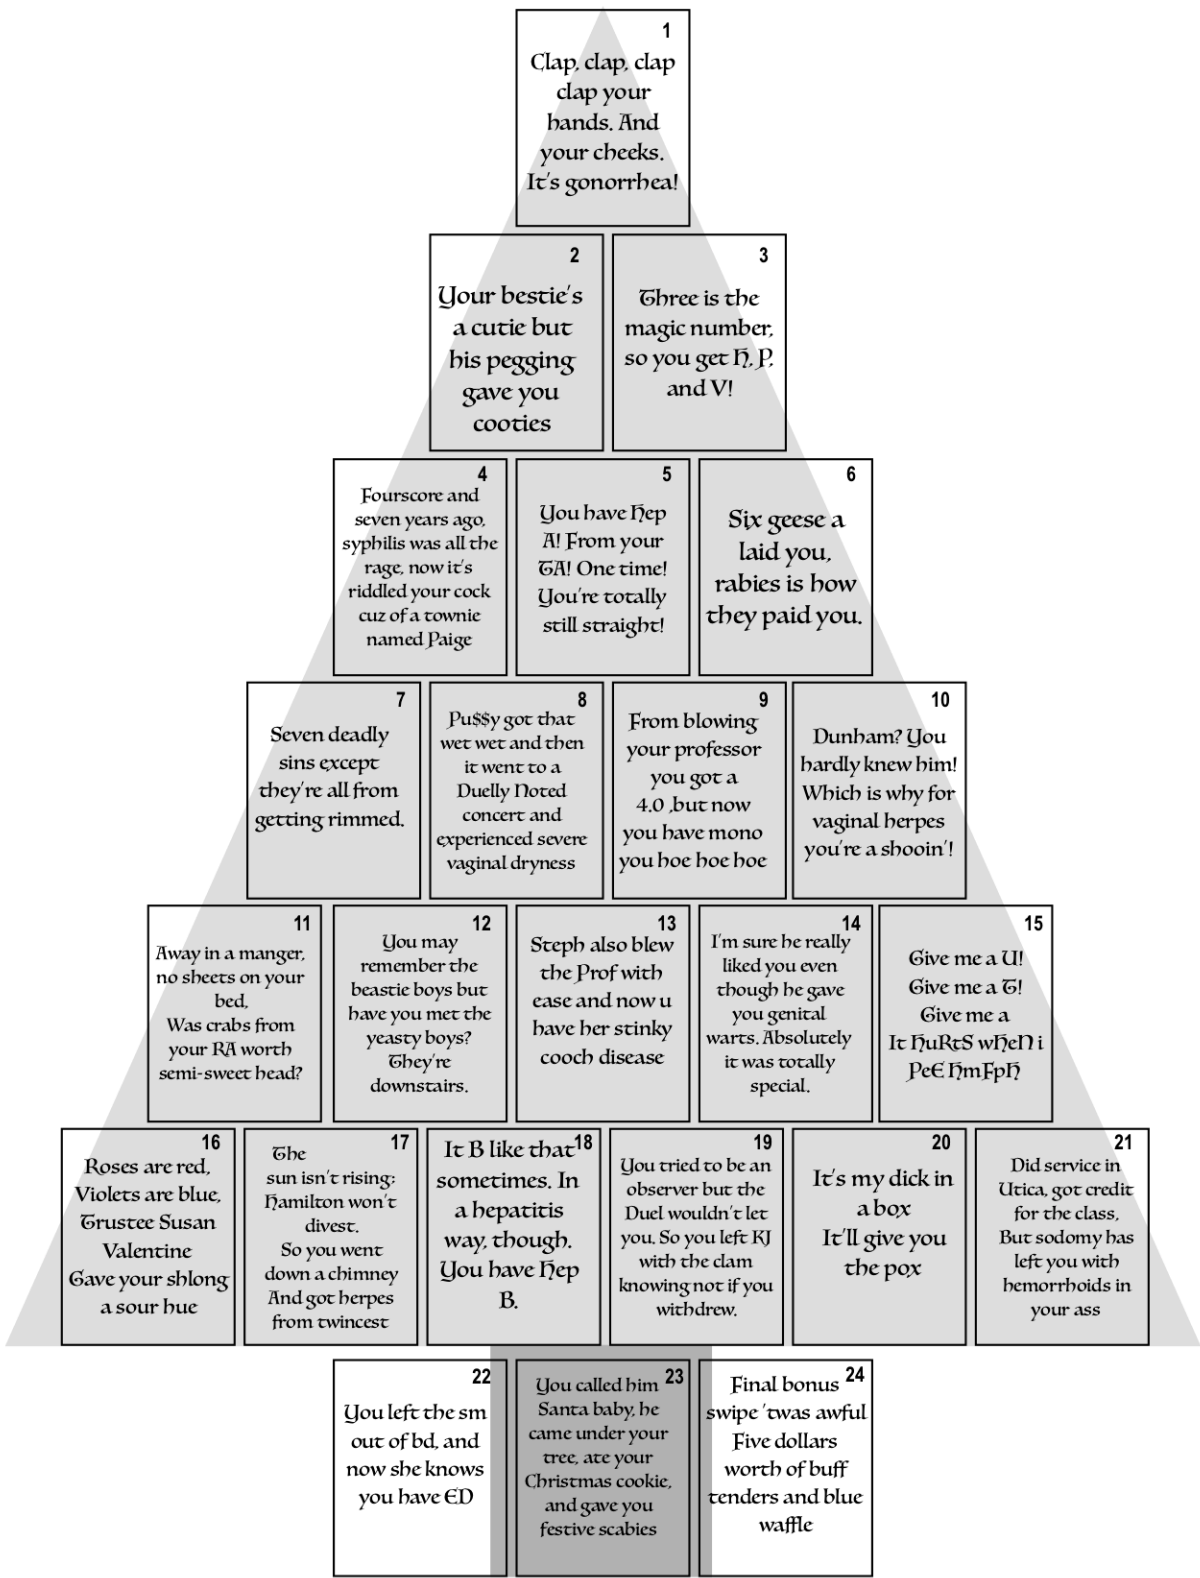 1
Clap, clap, clap
clap your
hands. And
your cheeks.
It's gonorrhea!
2
Your bestie's
a cutie but
his pegging
gave you
cooties
3
Three is the
magic number,
so you get H, P,
and V!
4
Fourscore and
seven years ago,
syphilis was all the
rage, now it's
riddled your cock
cuz of a townie
named Paige
5
You have Hep
A! From your
TA! One time!
You're totally
still straight!
6
Six geese a
laid you,
rabies is how
they paid you.
7
Seven deadly
sins except
they're all from
getting rimmed.
8
Pu$$y got that
wet wet and then
it went to a
Duelly Noted
concert and
experienced severe
vaginal dryness
9
From blowing
your professor
you got a
4.0 ,but now
you have mono
you hoe hoe hoe
10
Dunham? You
hardly knew him!
Which is why for
vaginal herpes
you're a shooin'!
11
Away in a manger,
no sheets on your
bed,
Was crabs from
your RA worth
semi-sweet head?
12
You may
remember the
beastie boys but
have you met the
yeasty boys?
They're
downstairs.
13
Steph also blew
the Prof with
ease and now u
have her stinky
cooch disease
14
I'm sure he really
liked you even
though he gave
you genital
warts. Absolutely
it was totally
special.
15
Give me a U!
Give me a T!
Give me a
It HuRtS wHeN i
PeE HmFpH
16
Roses are red,
Violets are blue,
Trustee Susan
Valentine
Gave your shlong
a sour hue
17
The
sun isn't rising;
Hamilton won't
divest.
So you went
down a chimney
And got herpes
from twincest
18
It B like that
sometimes. In
a hepatitis
way, though.
You have Hep
B.
19
You tried to be an
observer but the
Duel wouldn't let
you. So you left KJ
with the clam
knowing not if you
withdrew.
20
It's my dick in
a box
It'll give you
the pox
21
Did service in
Utica, got credit
for the class,
But sodomy has
left you with
hemorrhoids in
your ass
22
You left the sm
out of bd, and
now she knows
you have ED
23
You called him
Santa baby, he
came under your
tree, ate your
Christmas cookie,
and gave you
festive scabies
24
Final bonus
swipe 'twas awful
Five dollars
worth of buff
tenders and blue
waffle